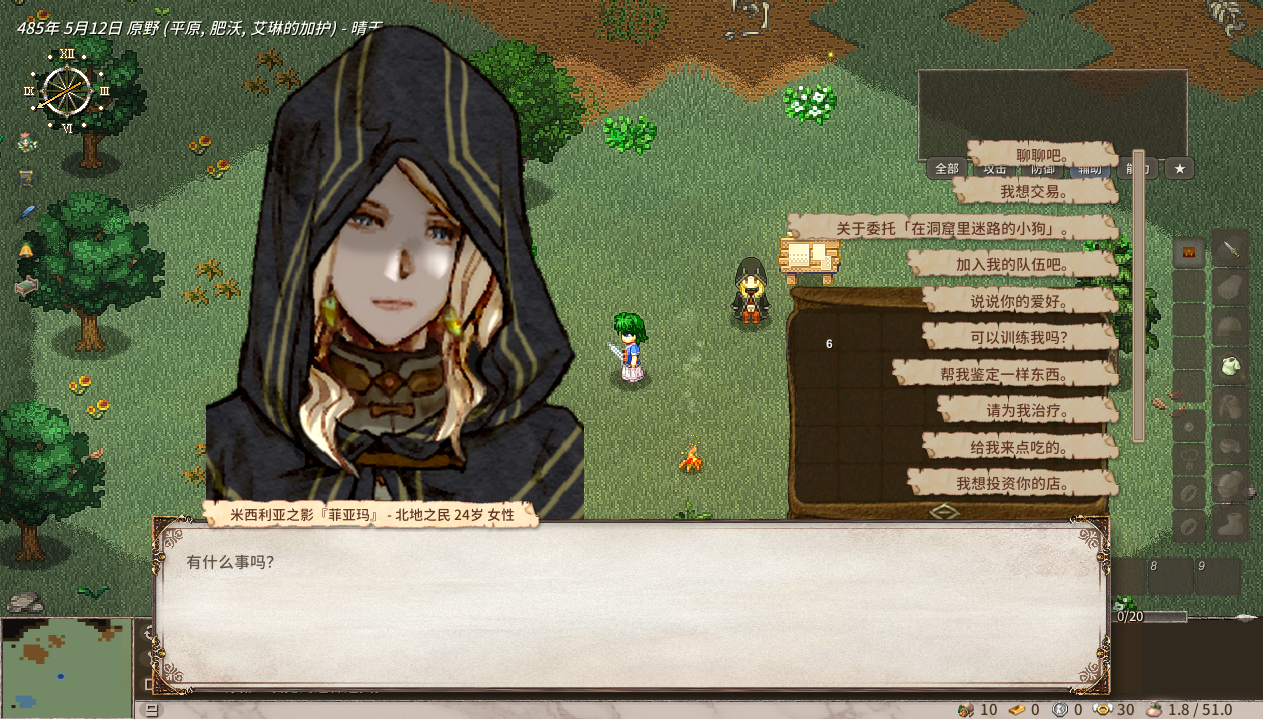 485年 5月12日 原野 (平原, 肥沃, 艾琳的加护) - 晴天
XII
III
VI
IX
聊聊吧。
全部
攻击
防御
辅助
★
我想交易。
关于委托「在洞窟里迷路的小狗」。
加入我的队伍吧。
说说你的爱好。
6
可以训练我吗?
帮我鉴定一样东西。
请为我治疗。
给我来点吃的。
我想投资你的店。
米西利亚之影『菲亚玛』 - 北地之民 24岁 女性
有什么事吗?
8
9
0/20
10
0
0
30
1.8 / 51.0